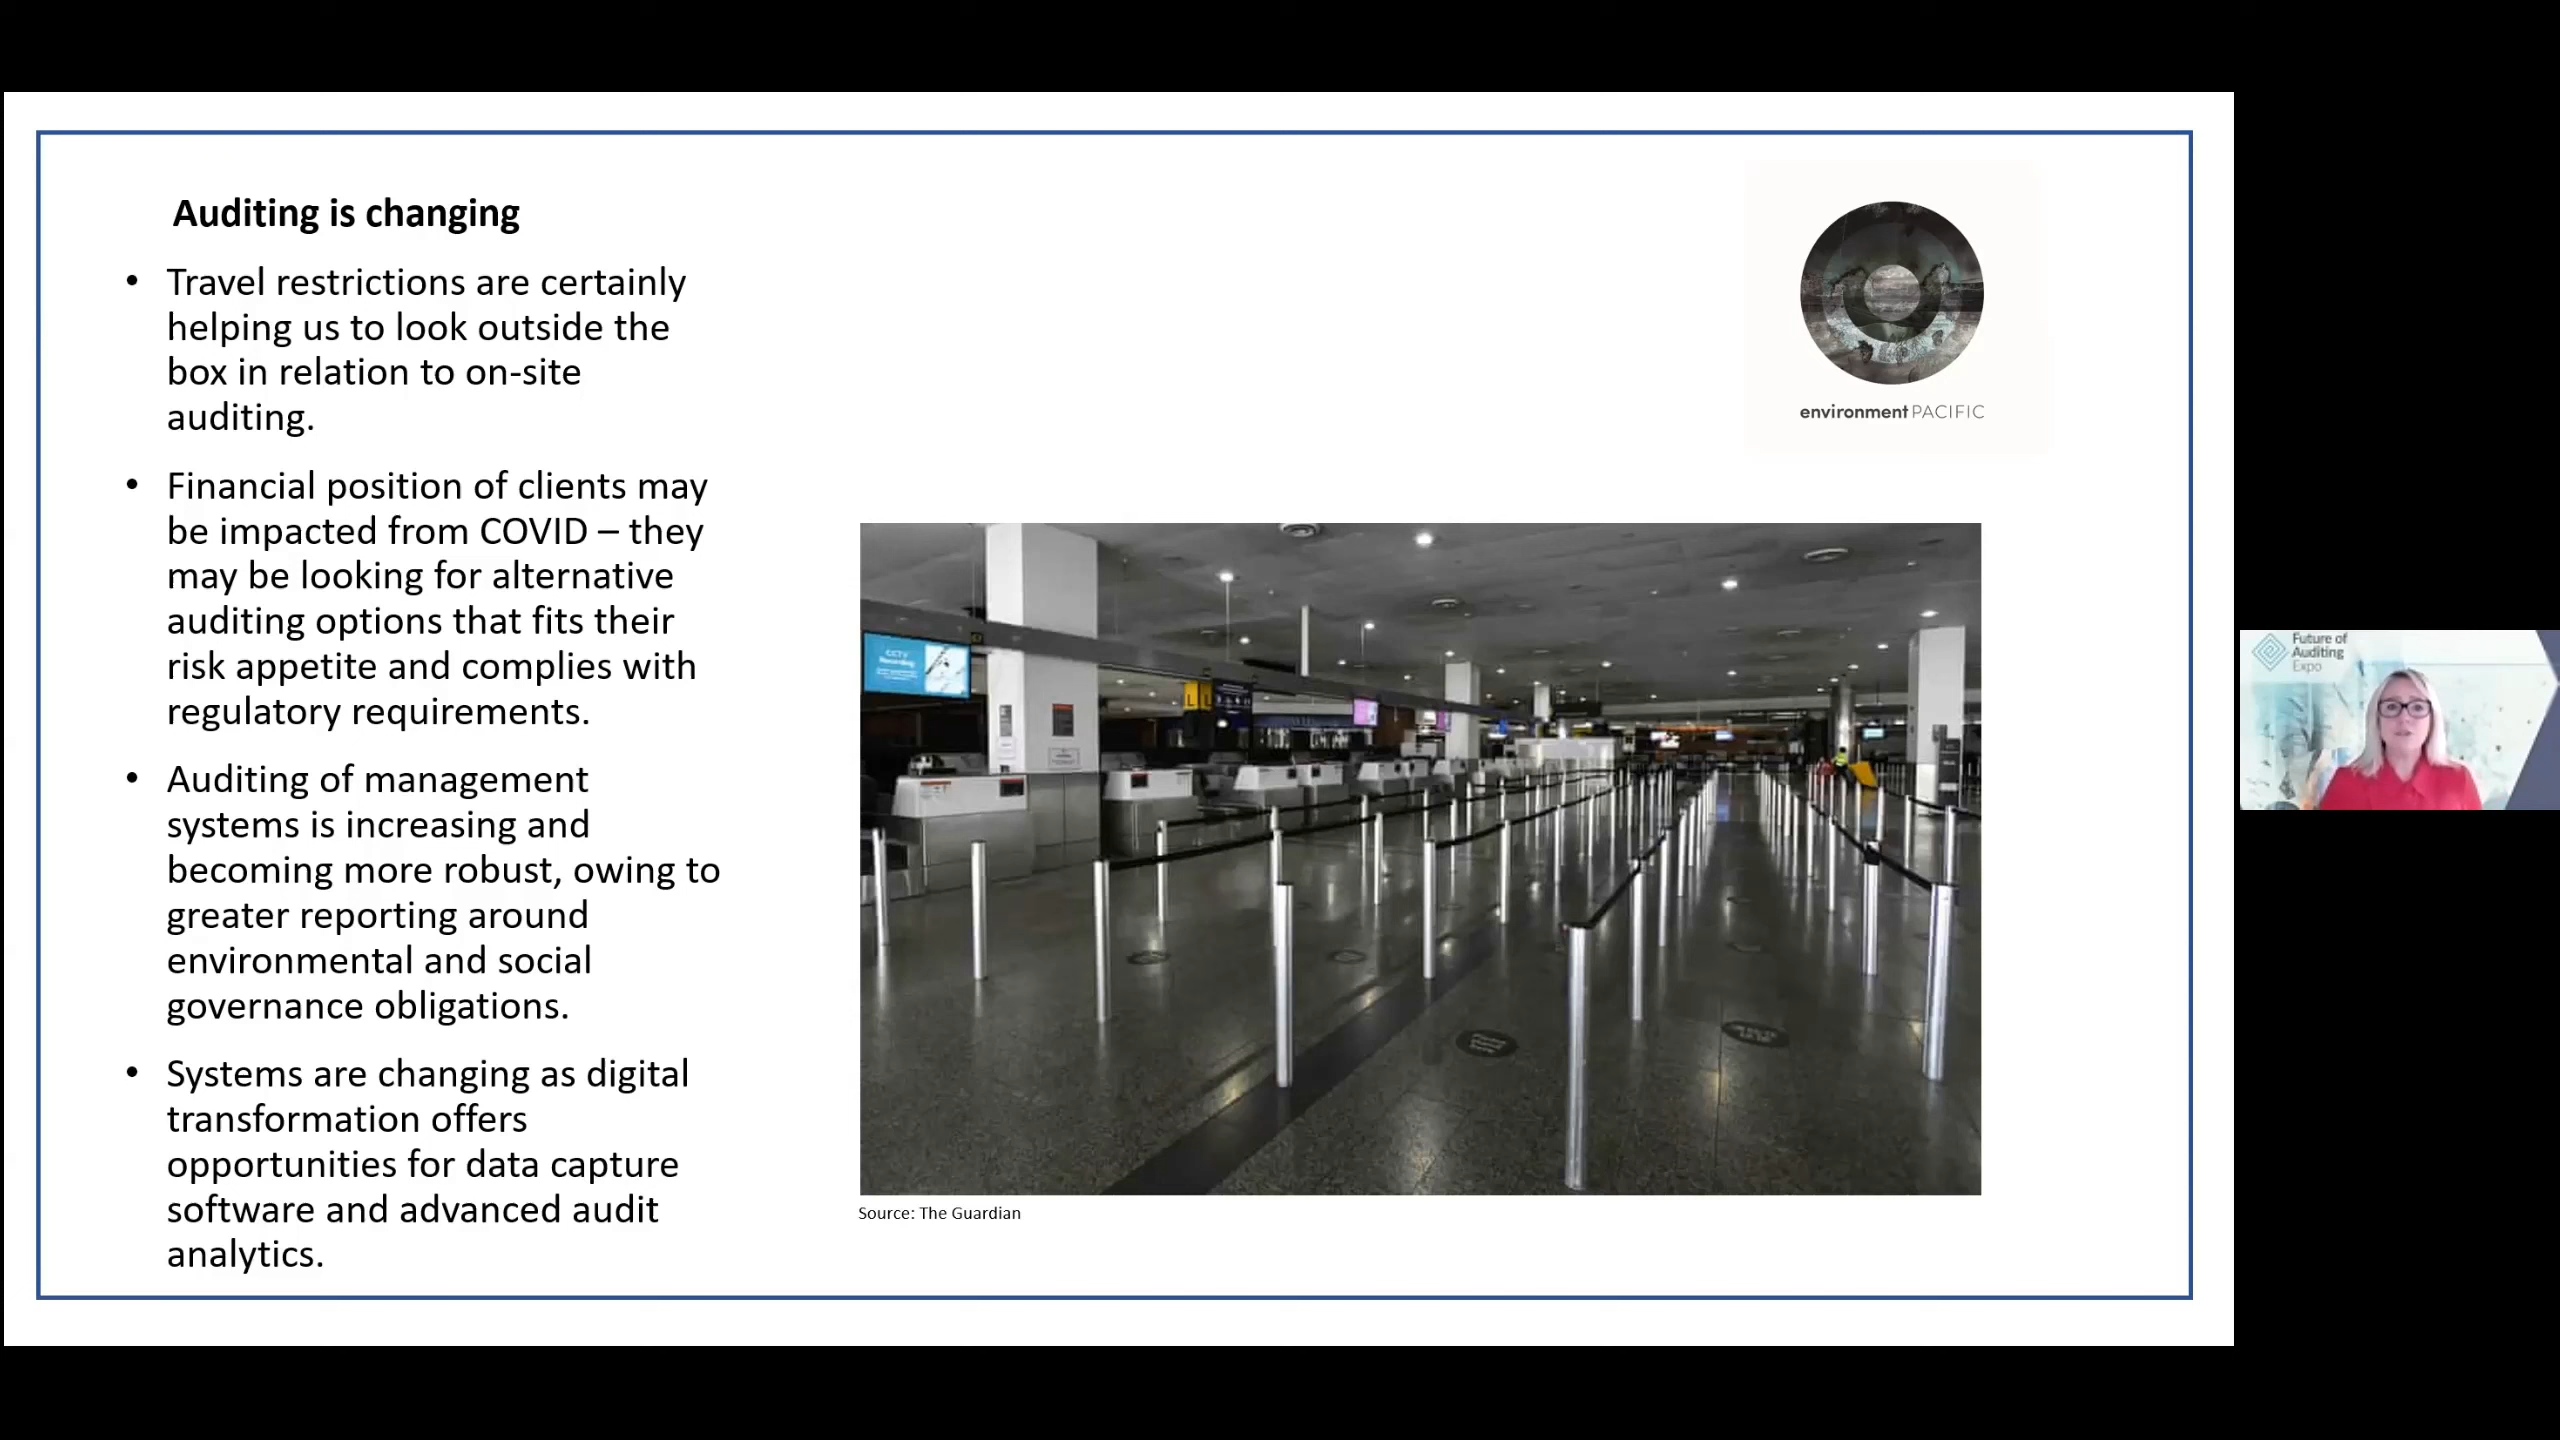 Auditing is changing
• Travel restrictions are certainly
helping us to look outside the
box in relation to on-site
auditing.
• Financial position of clients may
be impacted from COVID – they
may be looking for alternative
auditing options that fits their
risk appetite and complies with
regulatory requirements.
• Auditing of management
systems is increasing and
becoming more robust, owing to
greater reporting around
environmental and social
governance obligations.
• Systems are changing as digital
transformation offers
opportunities for data capture
software and advanced audit
analytics.
environmentPACIFIC
CCTV
Recording
L L
Source: The Guardian
Future of
Auditing
Expo